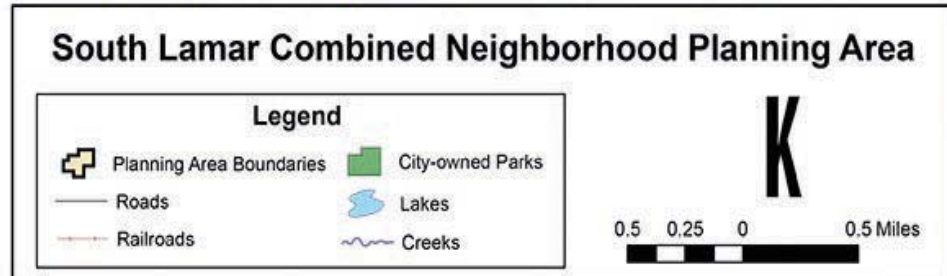 South Lamar Combined Neighborhood Planning Area
Legend
Planning Area Boundaries
City-owned Parks
Roads
Lakes
Railroads
Creeks
K
0.5 0.25 0 0.5 Miles